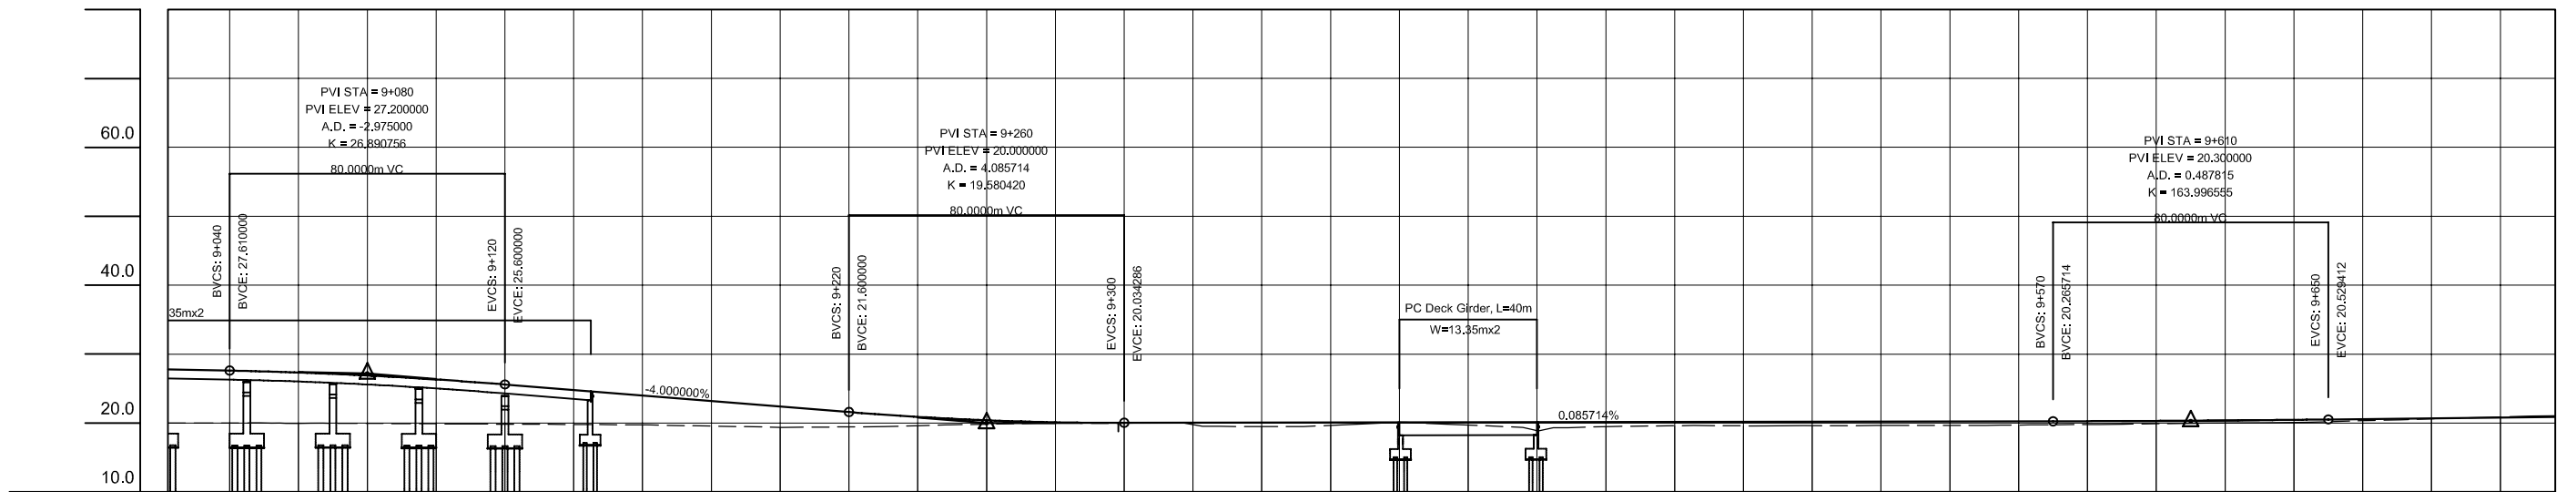 60.0
40.0
20.0
10.0
35mx2
PVI STA = 9+080
PVI ELEV = 27.200000
A.D. = -2.975000
K = 26.890756
80.0000m VC
BVCS: 9+040
BVCE: 27.610000
EVCS: 9+120
EVCE: 25.600000
-4.000000%
PVI STA = 9+260
PVI ELEV = 20.000000
A.D. = 4.085714
K = 19.580420
80.0000m VC
BVCS: 9+220
BVCE: 21.600000
EVCS: 9+300
EVCE: 20.034286
PC Deck Girder, L=40m
W=13.35mx2
0.085714%
PVI STA = 9+610
PVI ELEV = 20.300000
A.D. = 0.487815
K = 163.996555
80.0000m VC
BVCS: 9+570
BVCE: 20.265714
EVCS: 9+650
EVCE: 20.529412